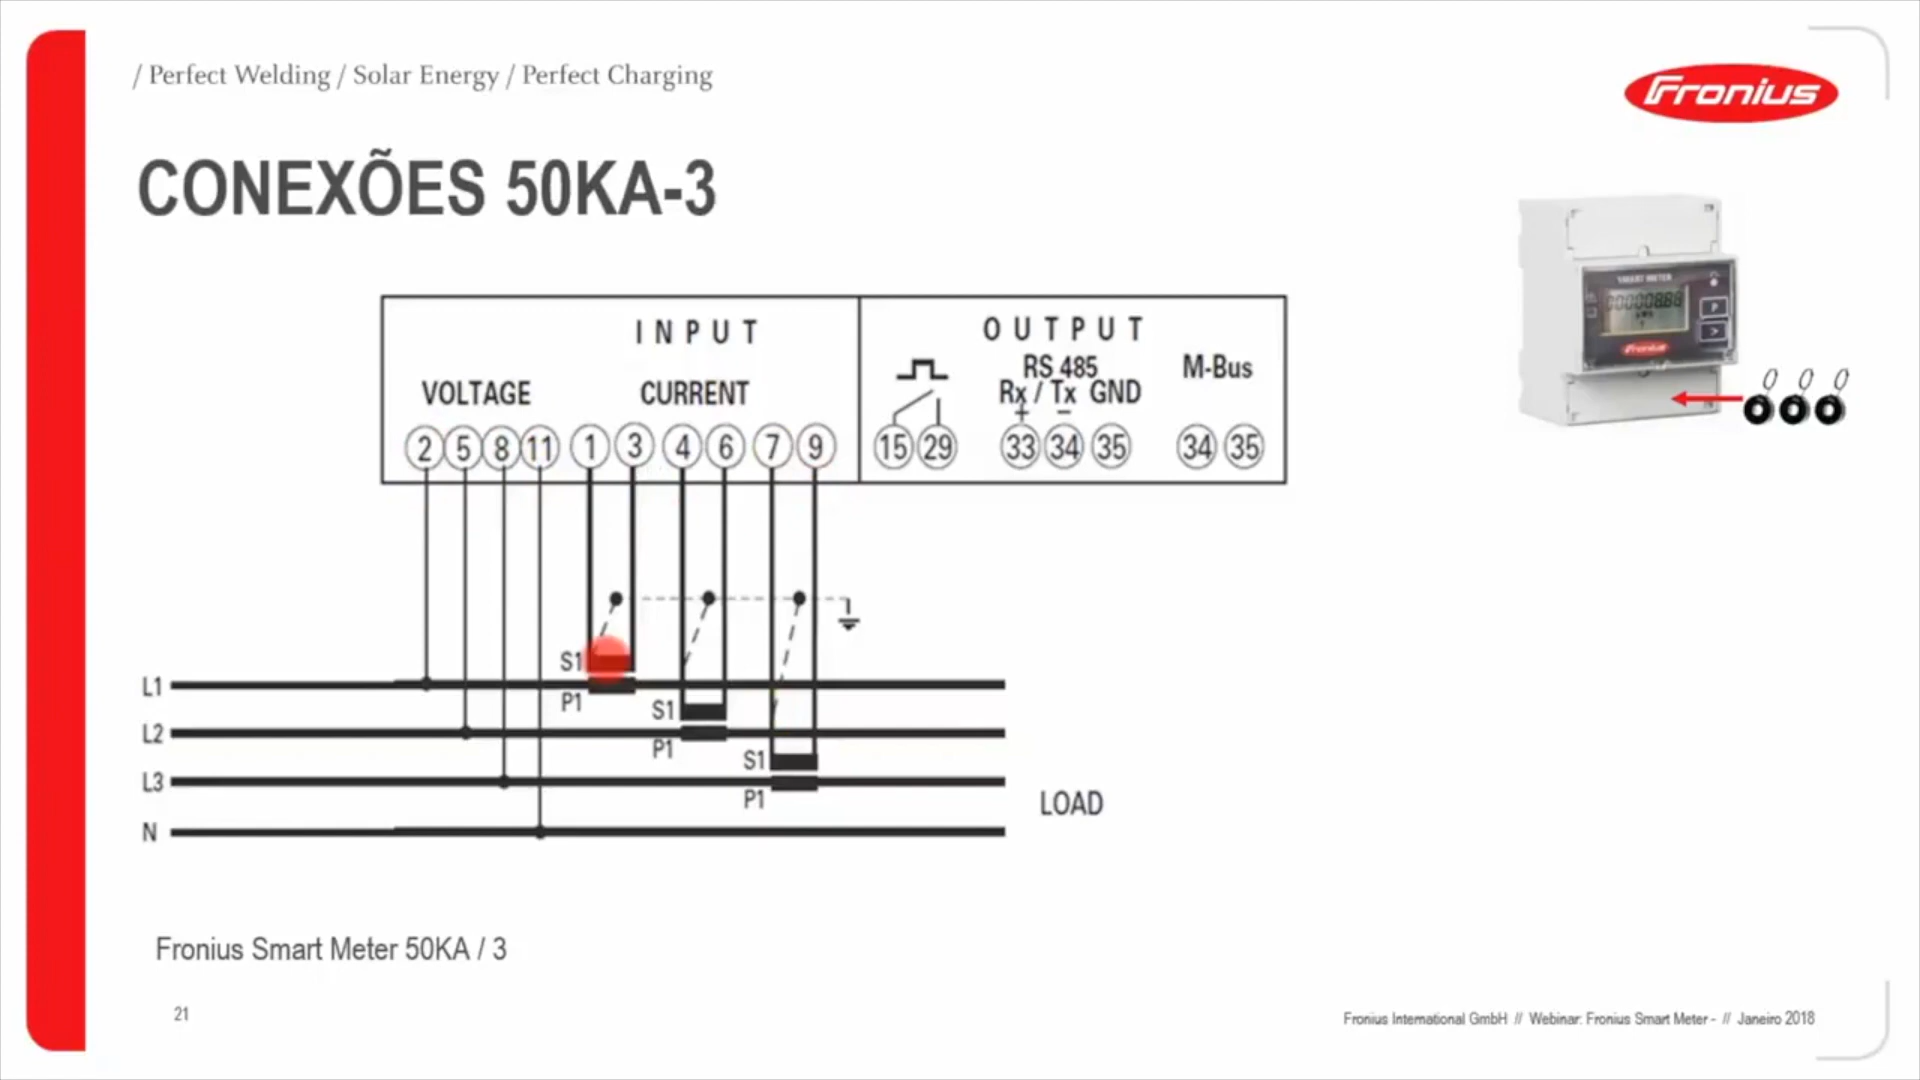 / Perfect Welding / Solar Energy / Perfect Charging
Fronius
CONEXÕES 50KA-3
INPUT
OUTPUT
VOLTAGE
CURRENT
RS 485
Rx / Tx GND
+ −
M-Bus
2 5 8 11 1 3 4 6 7 9
15 29 33 34 35 34 35
SMART METER
P
>
Fronius
S1
L1
P1
S1
L2
P1
S1
L3
P1
LOAD
N
Fronius Smart Meter 50KA / 3
21
Fronius International GmbH // Webinar: Fronius Smart Meter - // Janeiro 2018